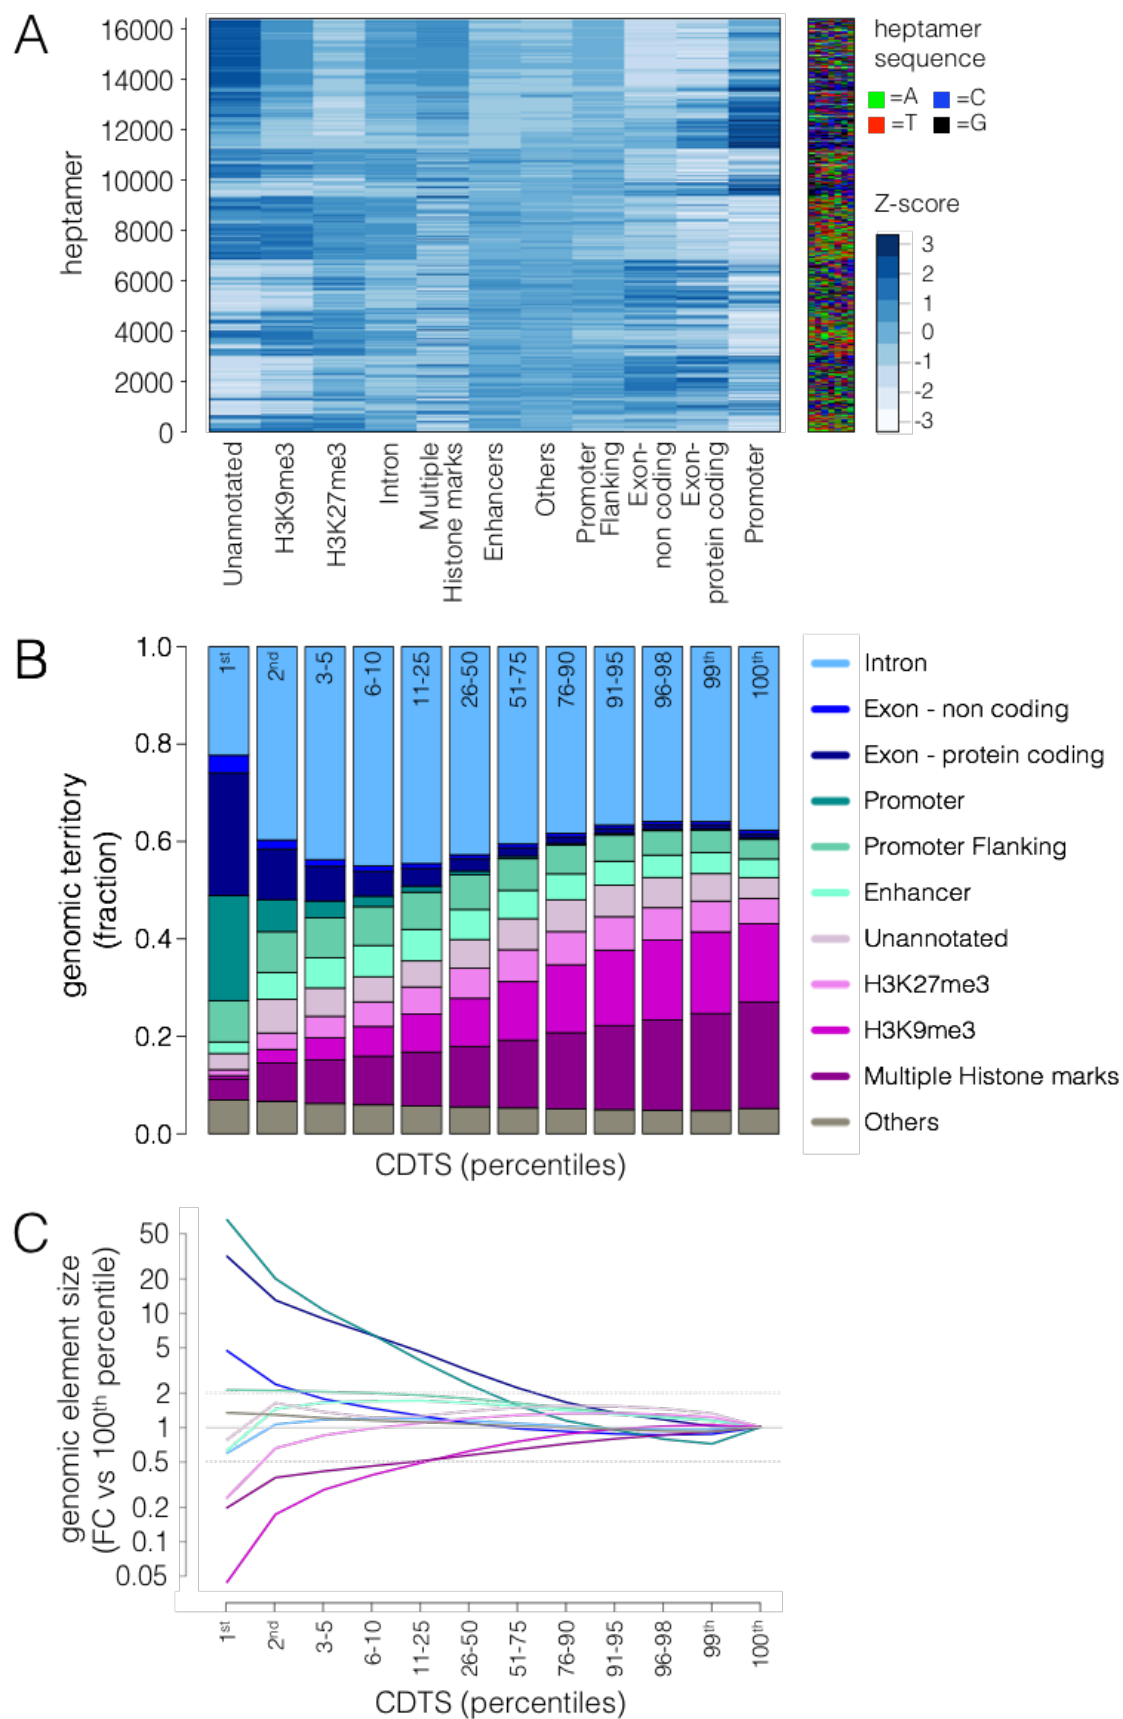 A
16000
14000
12000
10000
8000
6000
4000
2000
0
heptamer
Unannotated
H3K9me3
H3K27me3
Intron
Multiple
Histone marks
Enhancers
Others
Promoter
Flanking
Exon-
non coding
Exon-
protein coding
Promoter
heptamer
sequence
=A =C
=T =G
Z-score
3
2
1
0
-1
-2
-3
B
1.0
0.8
0.6
0.4
0.2
0.0
genomic territory
(fraction)
1st
2nd
3-5
6-10
11-25
26-50
51-75
76-90
91-95
96-98
99th
100th
CDTS (percentiles)
Intron
Exon - non coding
Exon - protein coding
Promoter
Promoter Flanking
Enhancer
Unannotated
H3K27me3
H3K9me3
Multiple Histone marks
Others
C
50
20
10
5
2
1
0.5
0.2
0.1
0.05
genomic element size
(FC vs 100th percentile)
1st
2nd
3-5
6-10
11-25
26-50
51-75
76-90
91-95
96-98
99th
100th
CDTS (percentiles)